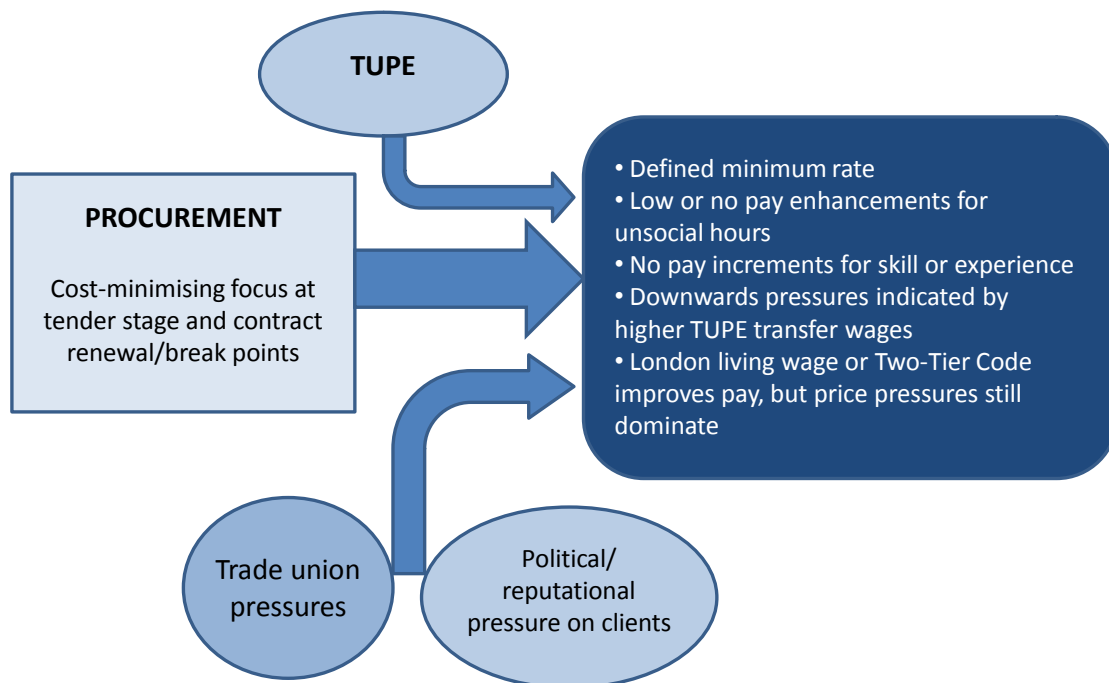 TUPE
PROCUREMENT
Cost-minimising focus at
tender stage and contract
renewal/break points
• Defined minimum rate
• Low or no pay enhancements for
unsocial hours
• No pay increments for skill or experience
• Downwards pressures indicated by
higher TUPE transfer wages
• London living wage or Two-Tier Code
improves pay, but price pressures still
dominate
Trade union
pressures
Political/
reputational
pressure on clients